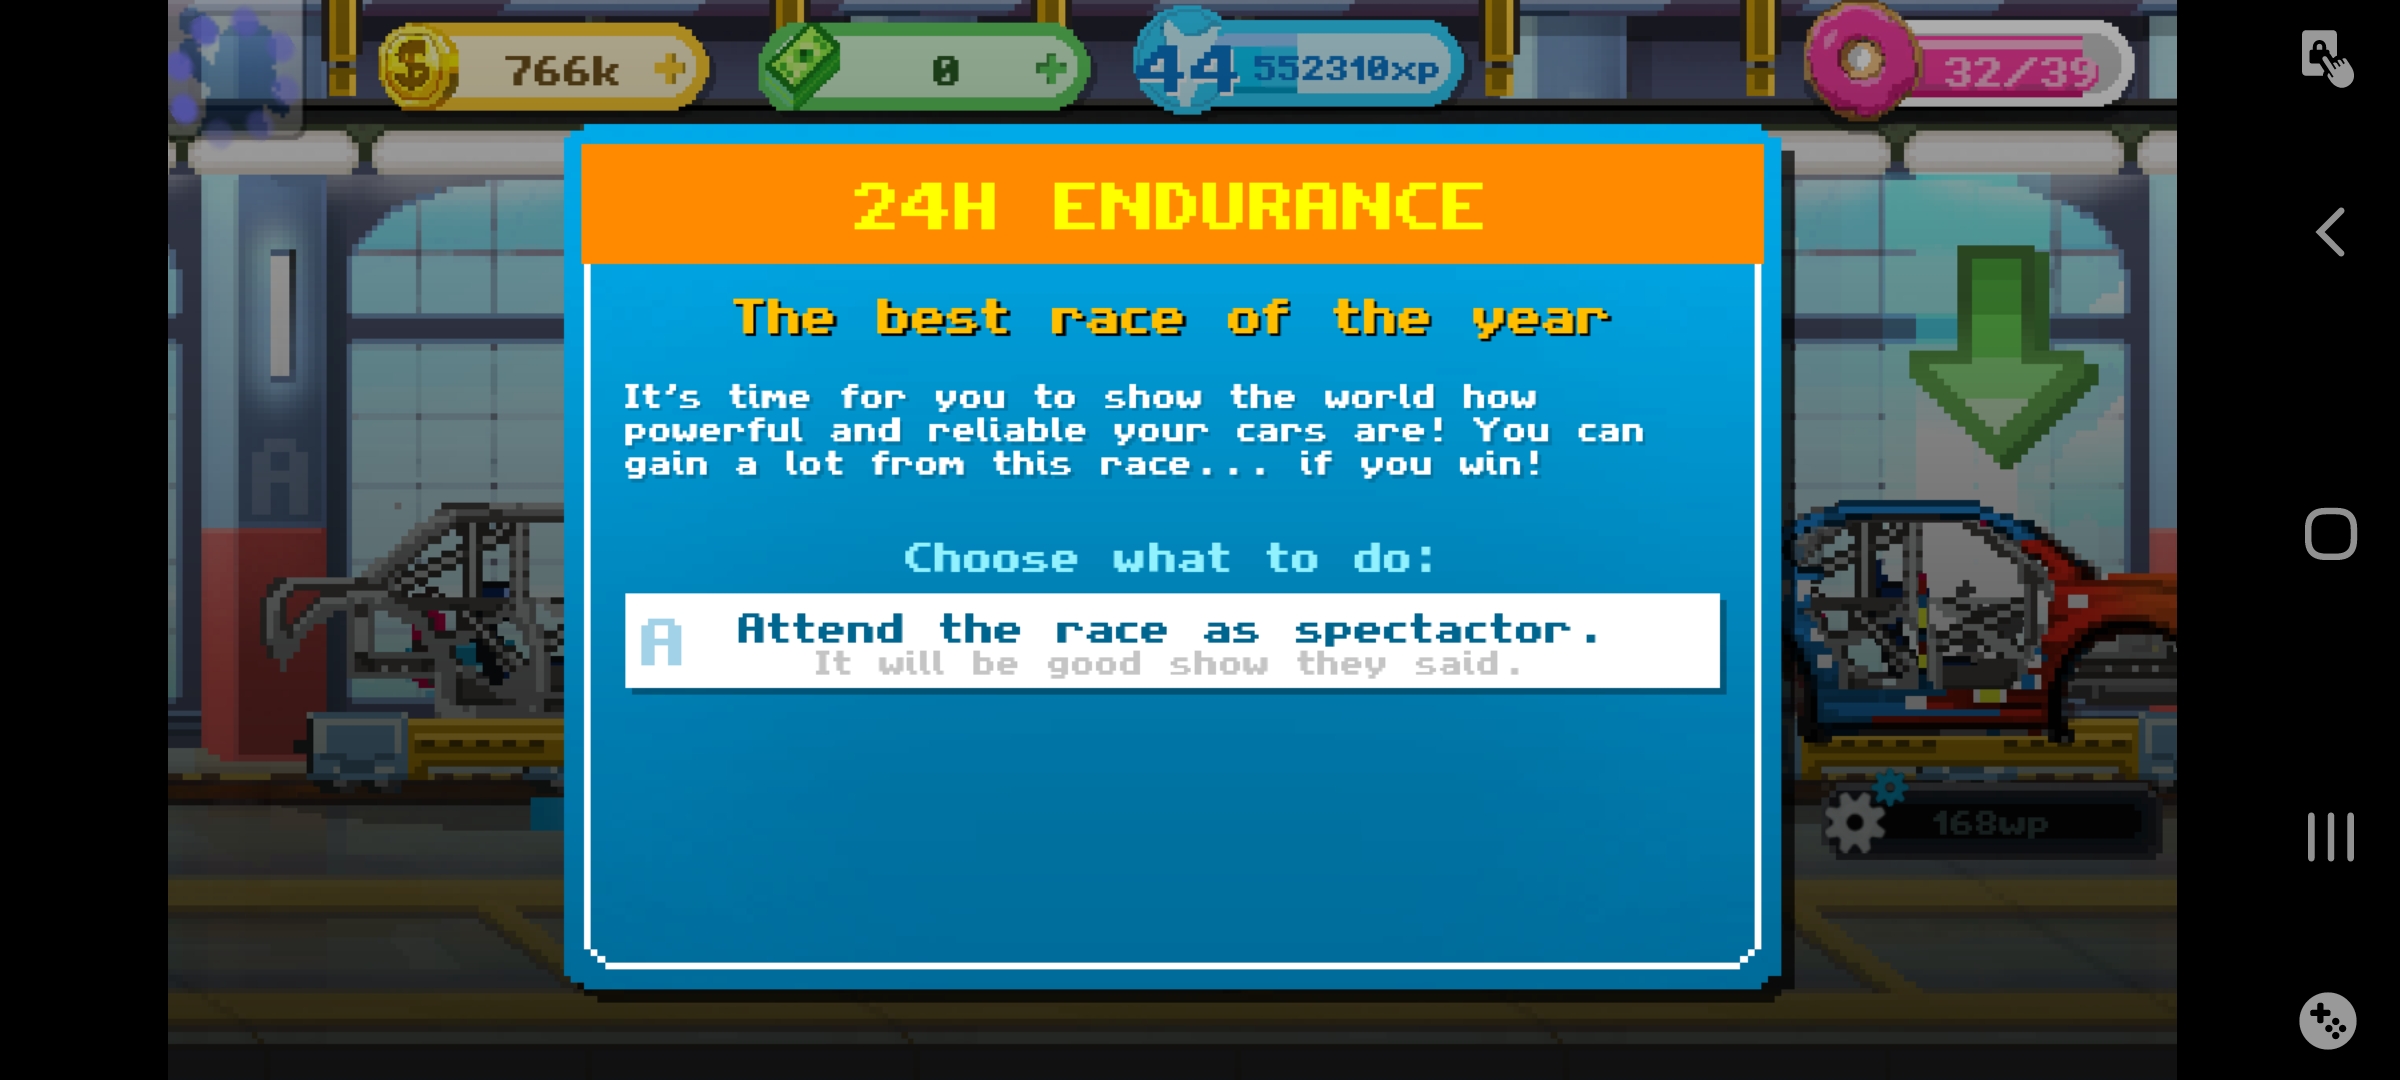 766k
0
44 552310xp
32/39
24H ENDURANCE
The best race of the year
It's time for you to show the world how
powerful and reliable your cars are! You can
gain a lot from this race... if you win!
Choose what to do:
A
Attend the race as spectactor.
It will be good show they said.
A
168wp